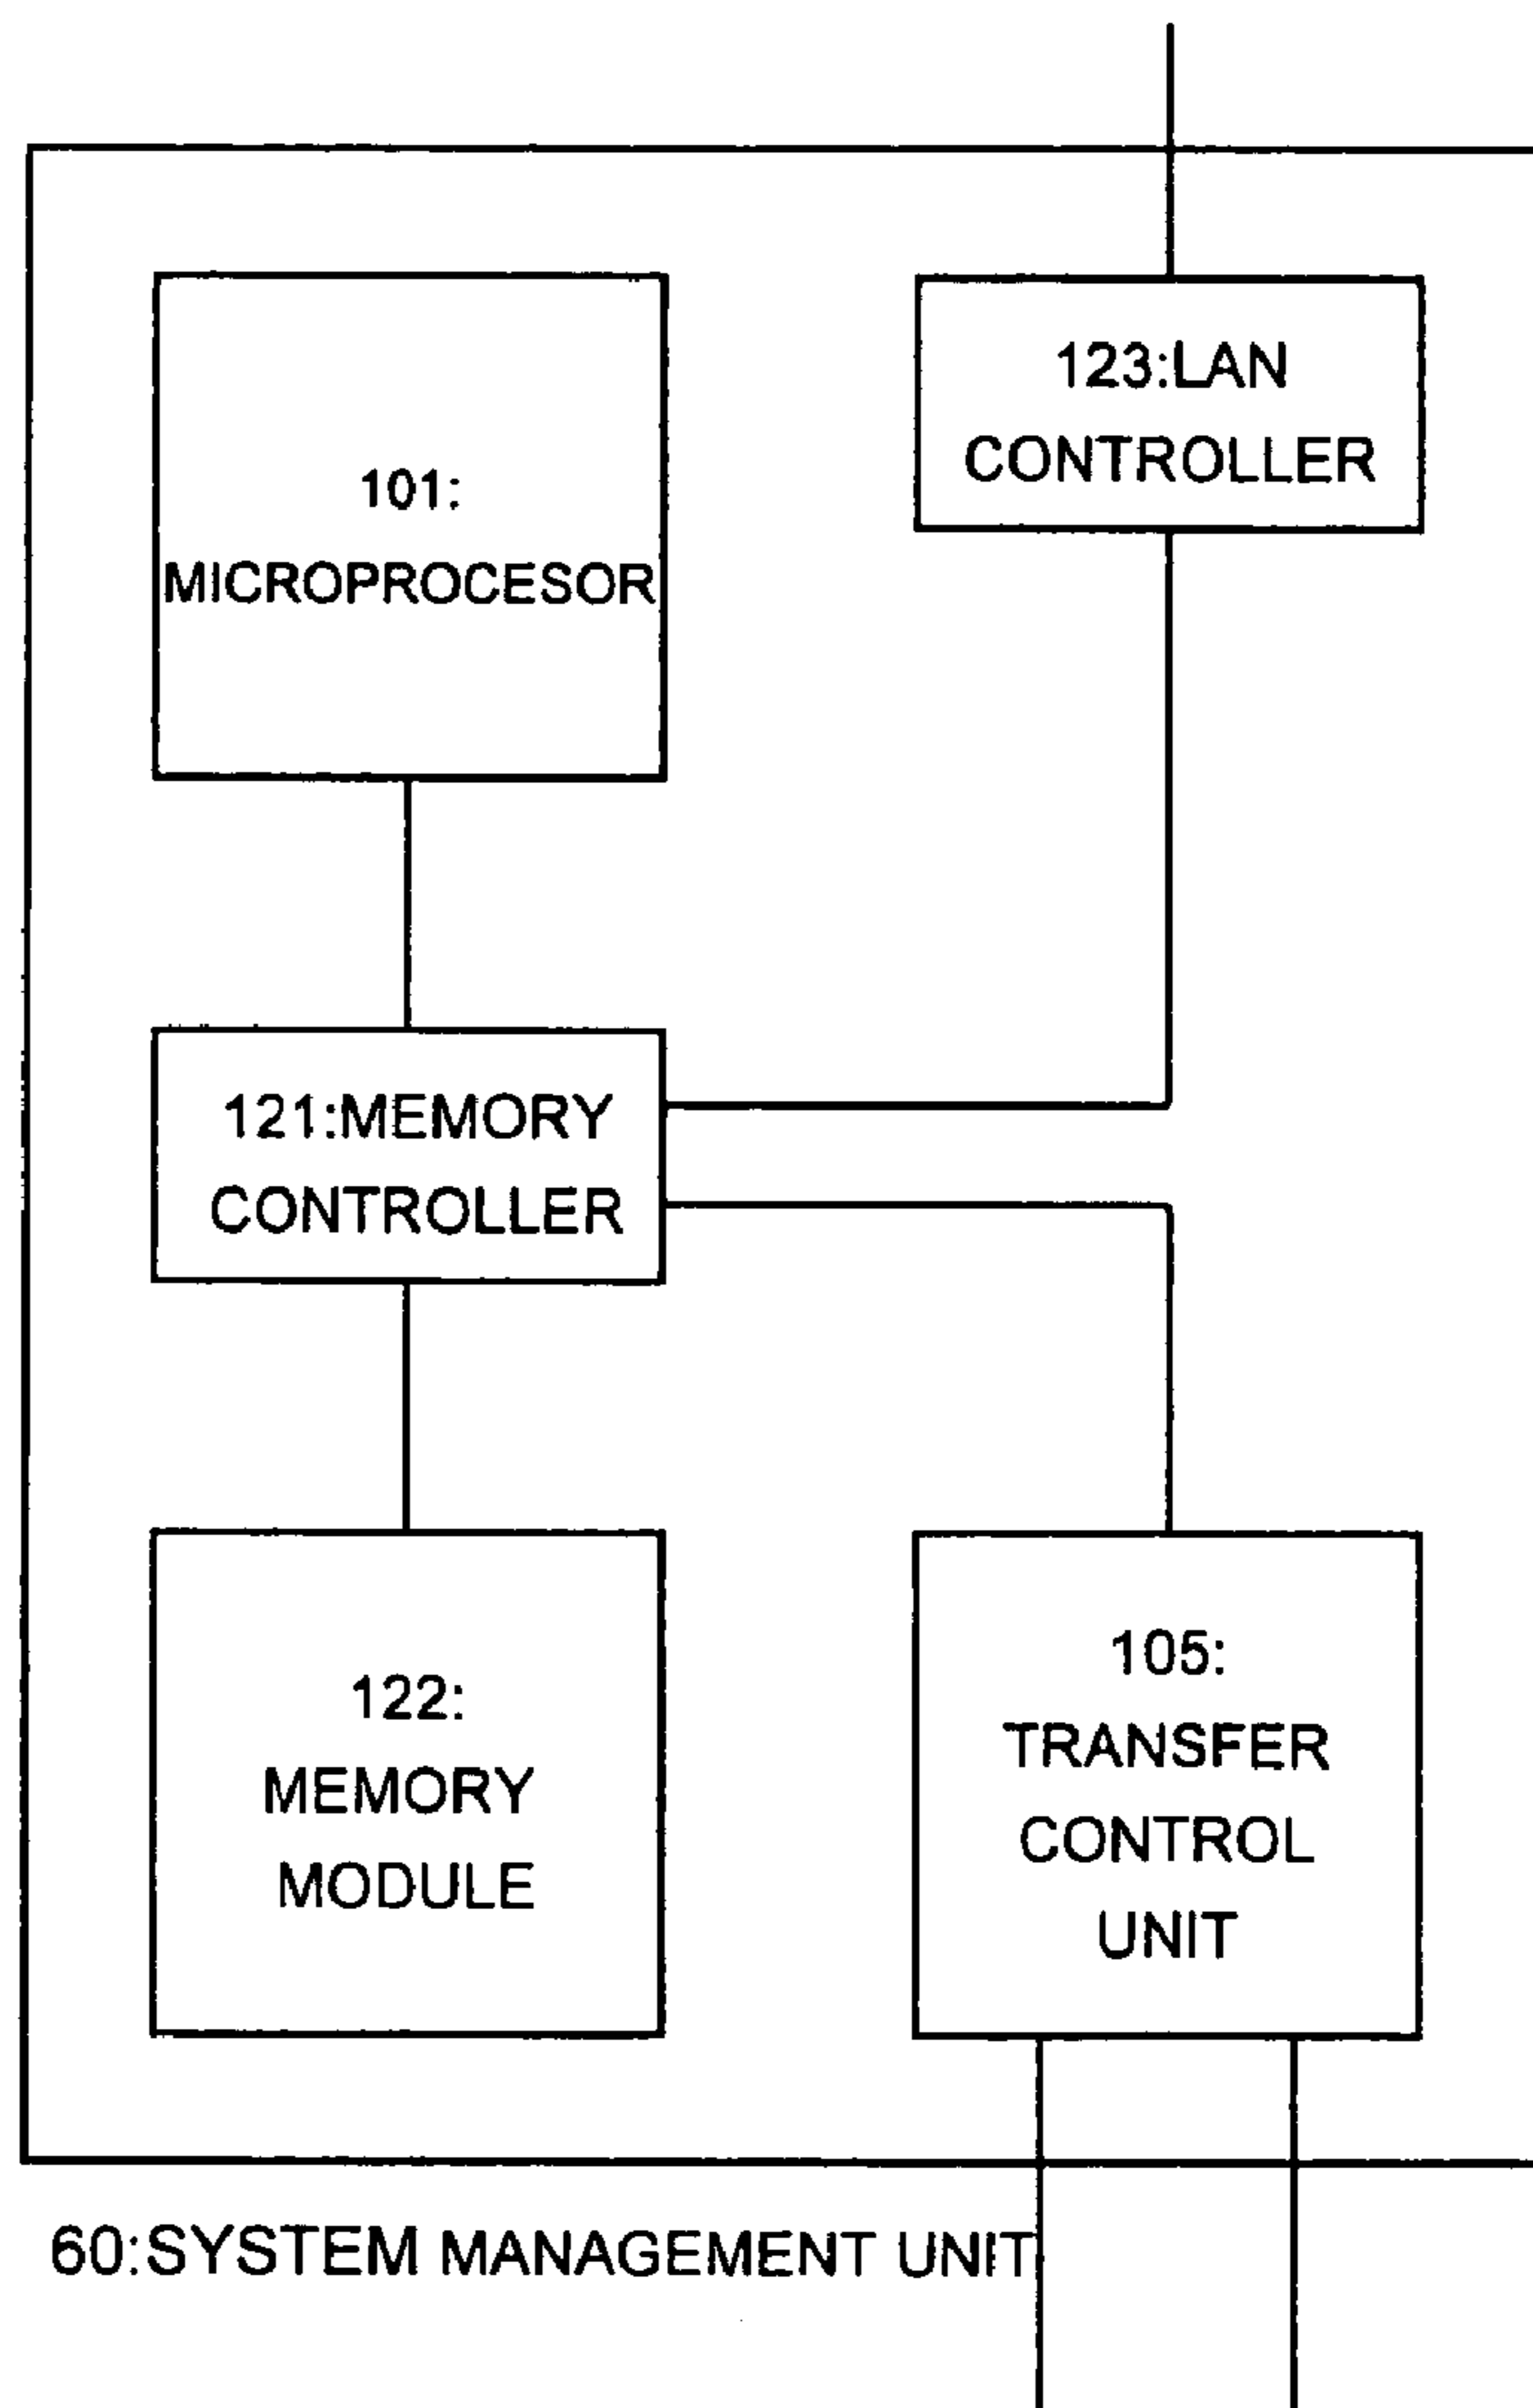 123:LAN
CONTROLLER
101:
MICROPROCESOR
121:MEMORY
CONTROLLER
122:
MEMORY
MODULE
105:
TRANSFER
CONTROL
UNIT
60:SYSTEM MANAGEMENT UNIT